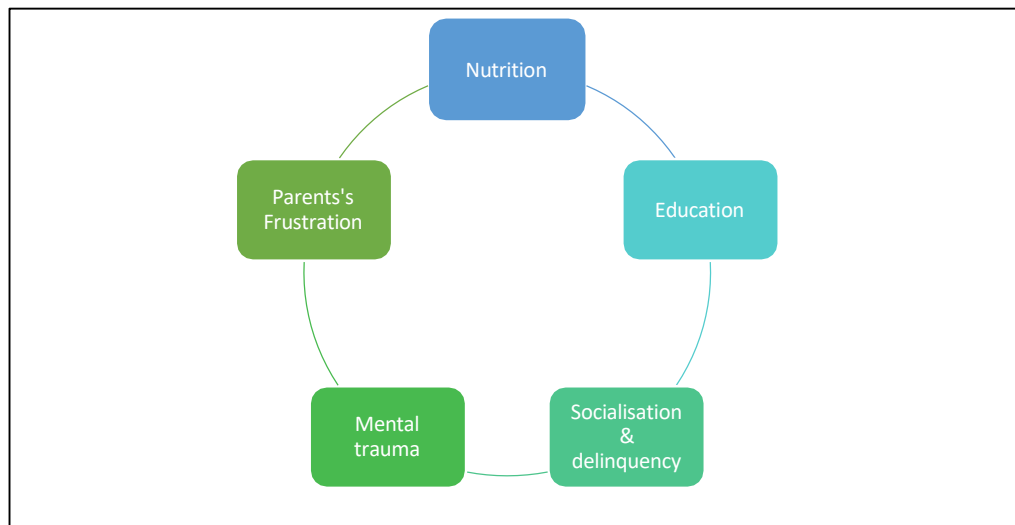 Nutrition
Education
Socialisation
&
delinquency
Mental
trauma
Parents's
Frustration